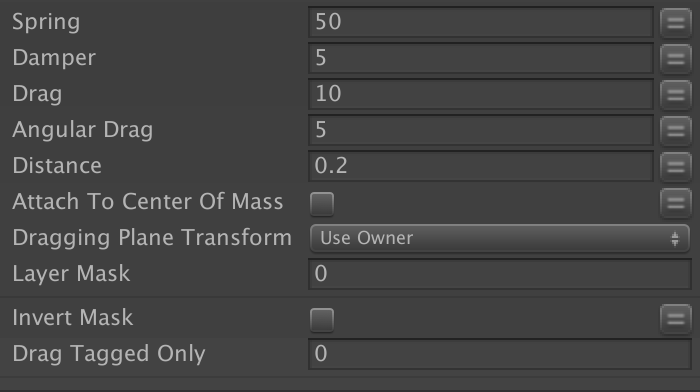 Spring 50
Damper 5
Drag 10
Angular Drag 5
Distance 0.2
Attach To Center Of Mass
Dragging Plane Transform Use Owner
Layer Mask 0
Invert Mask
Drag Tagged Only 0